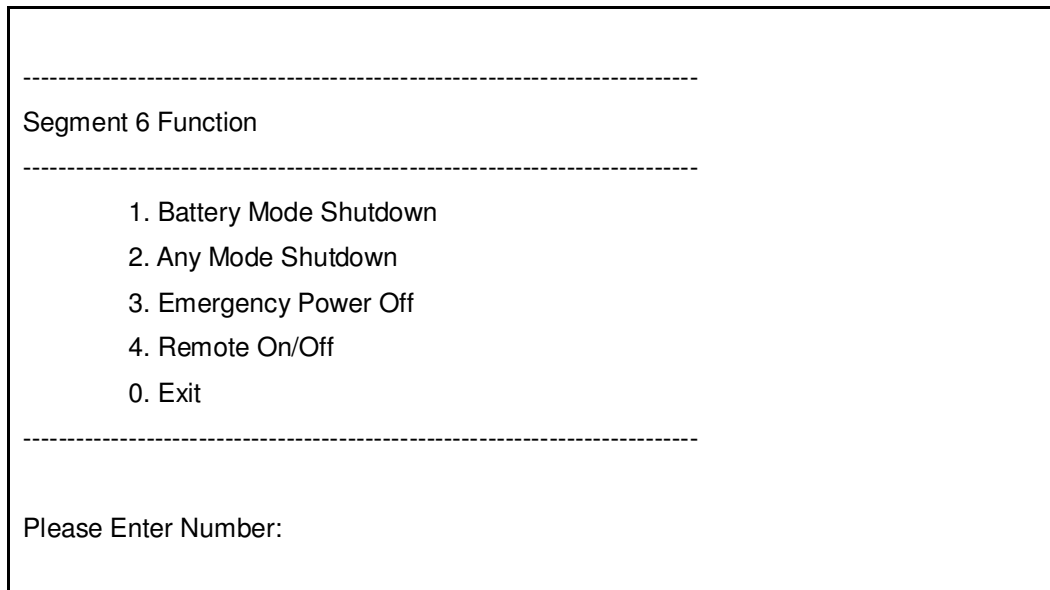 ---------------------------------------------------------------------------
Segment 6 Function
---------------------------------------------------------------------------
1. Battery Mode Shutdown
2. Any Mode Shutdown
3. Emergency Power Off
4. Remote On/Off
0. Exit
---------------------------------------------------------------------------
Please Enter Number: